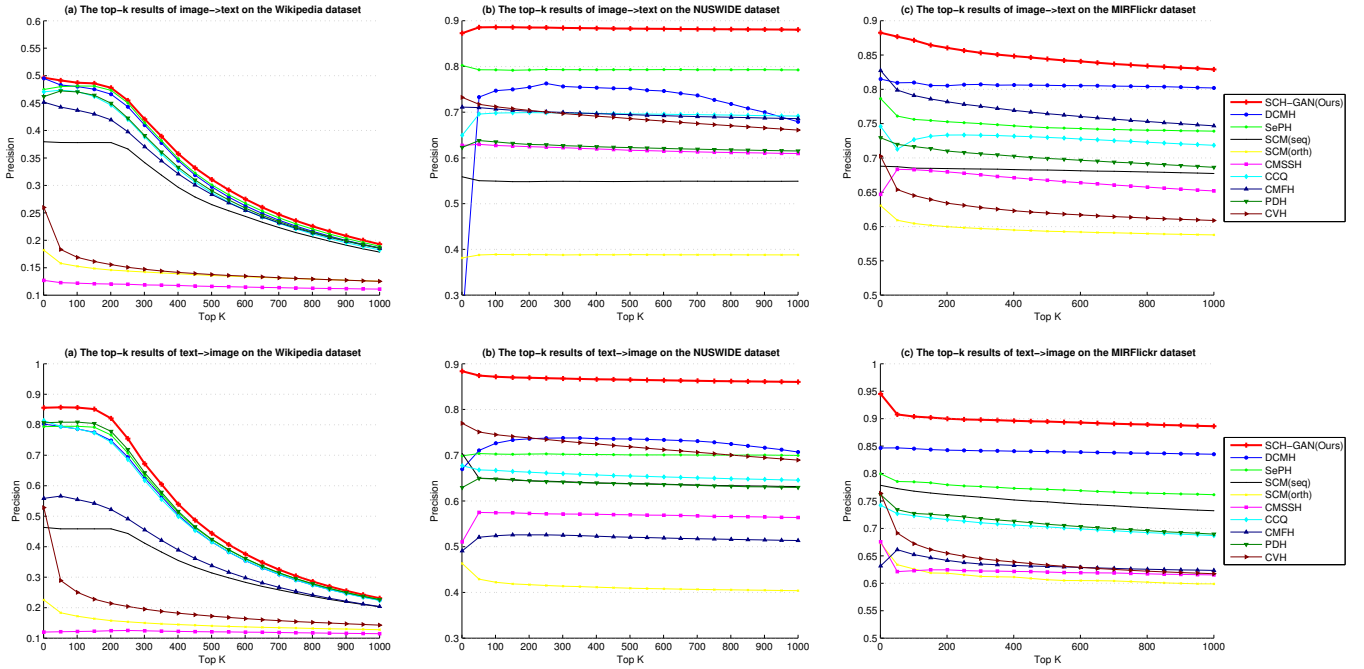 (a) The top-k results of image->text on the Wikipedia dataset
0.6
0.55
0.5
0.45
0.4
0.35
0.3
0.25
0.2
0.15
0.1
Precision
0 100 200 300 400 500 600 700 800 900 1000
Top K
(b) The top-k results of image->text on the NUSWIDE dataset
0.9
0.8
0.7
0.6
0.5
0.4
0.3
Precision
0 100 200 300 400 500 600 700 800 900 1000
Top K
(c) The top-k results of image->text on the MIRFlickr dataset
0.9
0.85
0.8
0.75
0.7
0.65
0.6
0.55
0.5
Precision
0 200 400 600 800 1000
Top K
SCH-GAN(Ours)
DCMH
SePH
SCM(seq)
SCM(orth)
CMSSH
CCQ
CMFH
PDH
CVH
(a) The top-k results of text->image on the Wikipedia dataset
1
0.9
0.8
0.7
0.6
0.5
0.4
0.3
0.2
0.1
Precision
0 100 200 300 400 500 600 700 800 900 1000
Top K
(b) The top-k results of text->image on the NUSWIDE dataset
0.9
0.8
0.7
0.6
0.5
0.4
0.3
Precision
0 100 200 300 400 500 600 700 800 900 1000
Top K
(c) The top-k results of text->image on the MIRFlickr dataset
1
0.95
0.9
0.85
0.8
0.75
0.7
0.65
0.6
0.55
0.5
Precision
0 200 400 600 800 1000
Top K
SCH-GAN(Ours)
DCMH
SePH
SCM(seq)
SCM(orth)
CMSSH
CCQ
CMFH
PDH
CVH